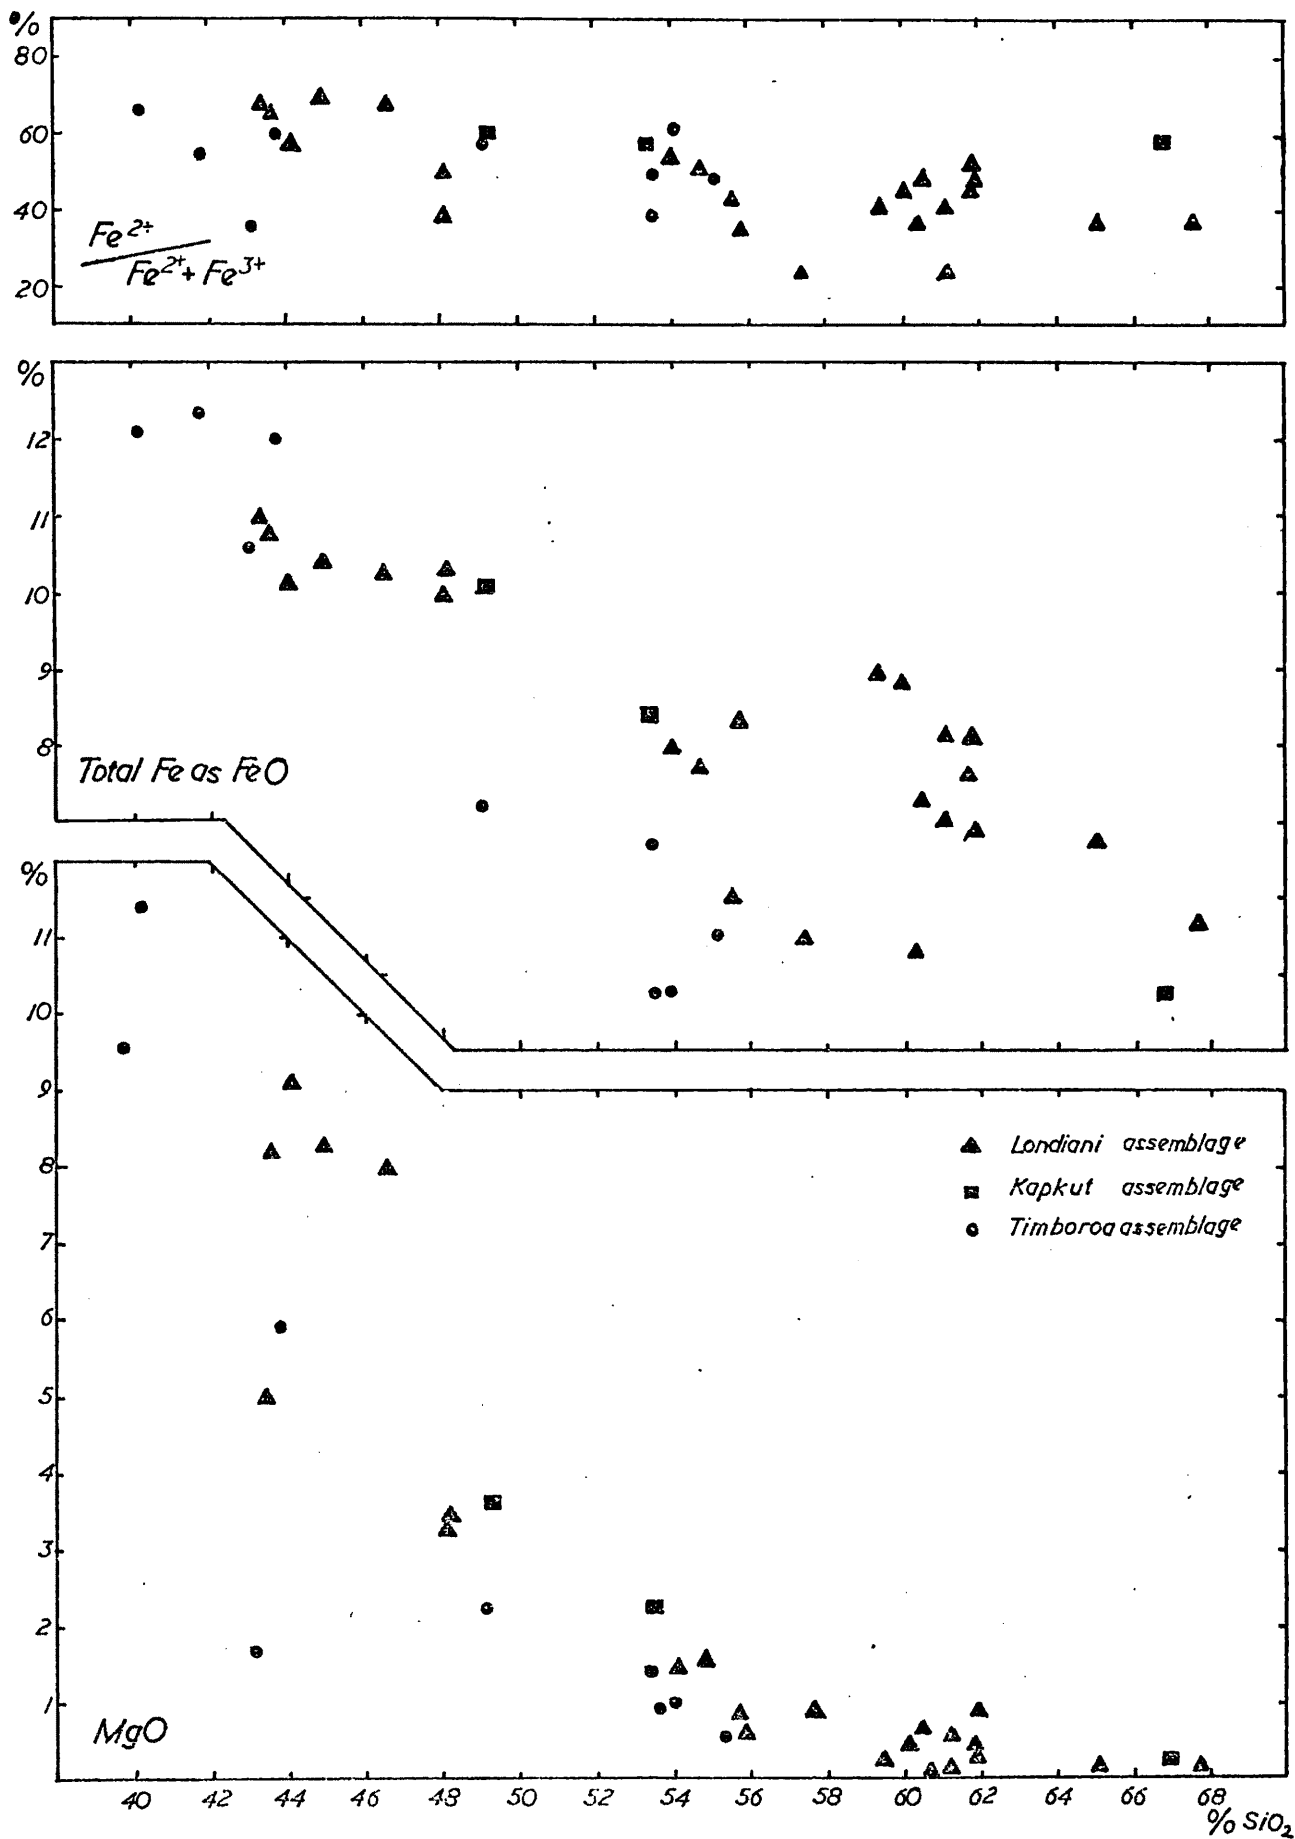 %
80
60
40
20
Fe²⁺
Fe²⁺ + Fe³⁺
%
12
11
10
9
8
Total Fe as FeO
%
11
10
9
8
7
6
5
4
3
2
1
Londiani assemblage
Kapkut assemblage
Timboroa assemblage
MgO
40 42 44 46 48 50 52 54 56 58 60 62 64 66 68
% SiO₂